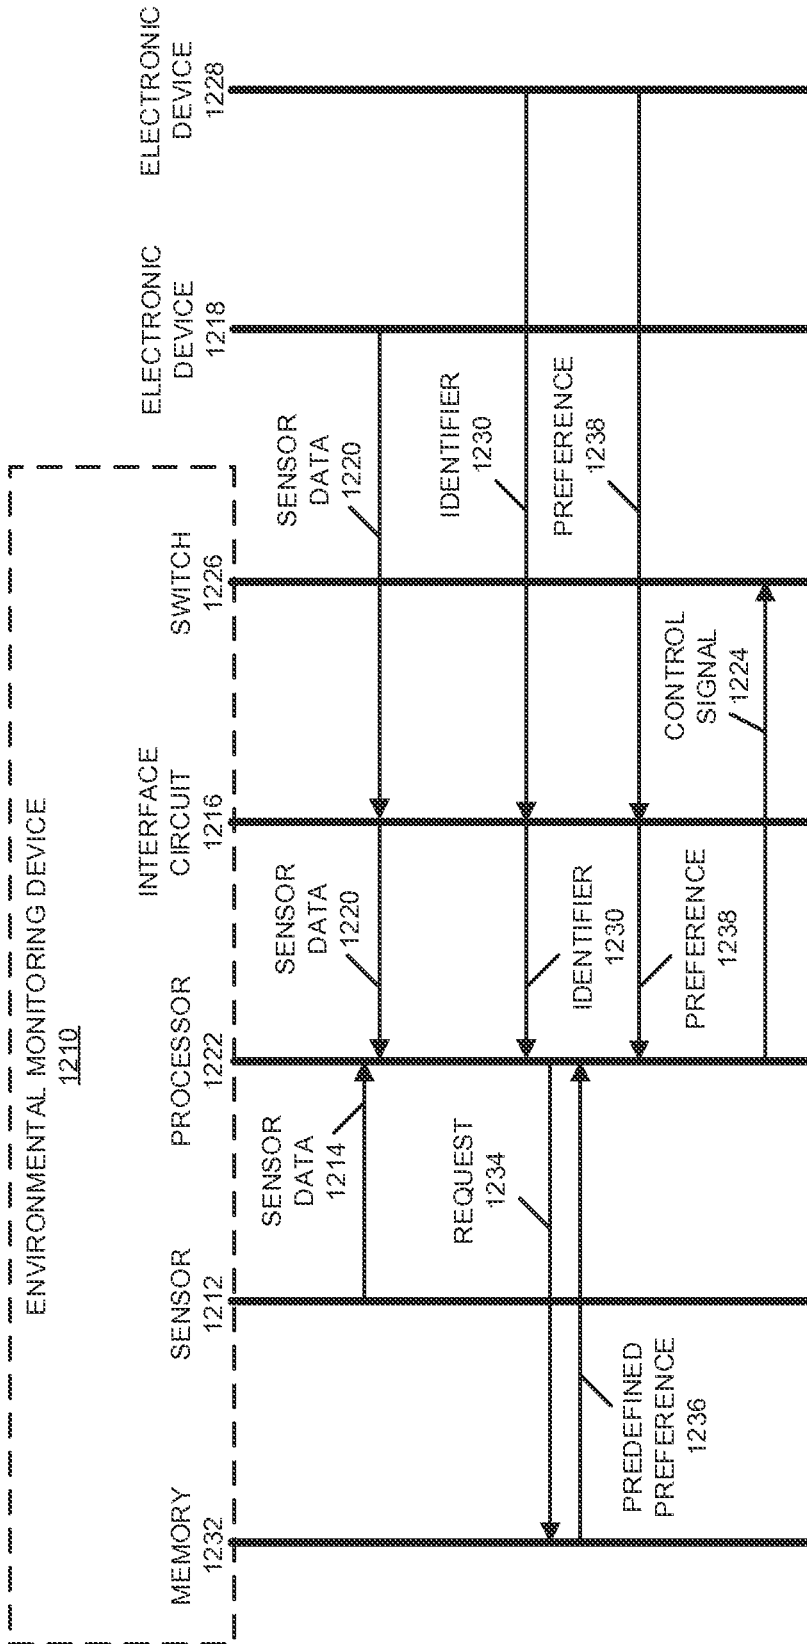 ENVIRONMENTAL MONITORING DEVICE
1210
MEMORY
1232
SENSOR
1212
PROCESSOR
1222
INTERFACE
CIRCUIT
1216
SWITCH
1226
ELECTRONIC
DEVICE
1218
ELECTRONIC
DEVICE
1228
SENSOR
DATA
1214
SENSOR
DATA
1220
SENSOR
DATA
1220
REQUEST
1234
IDENTIFIER
1230
IDENTIFIER
1230
PREDEFINED
PREFERENCE
1236
PREFERENCE
1238
PREFERENCE
1238
CONTROL
SIGNAL
1224